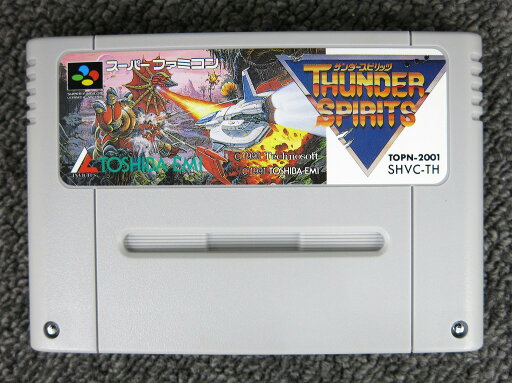 スーパーファミコン
サンダースピリッツ
THUNDER
SPIRITS
INVICTUS
TOSHIBA EMI
©1991 Technosoft
©1991 TOSHIBA EMI
TOPN-2001
SHVC-TH